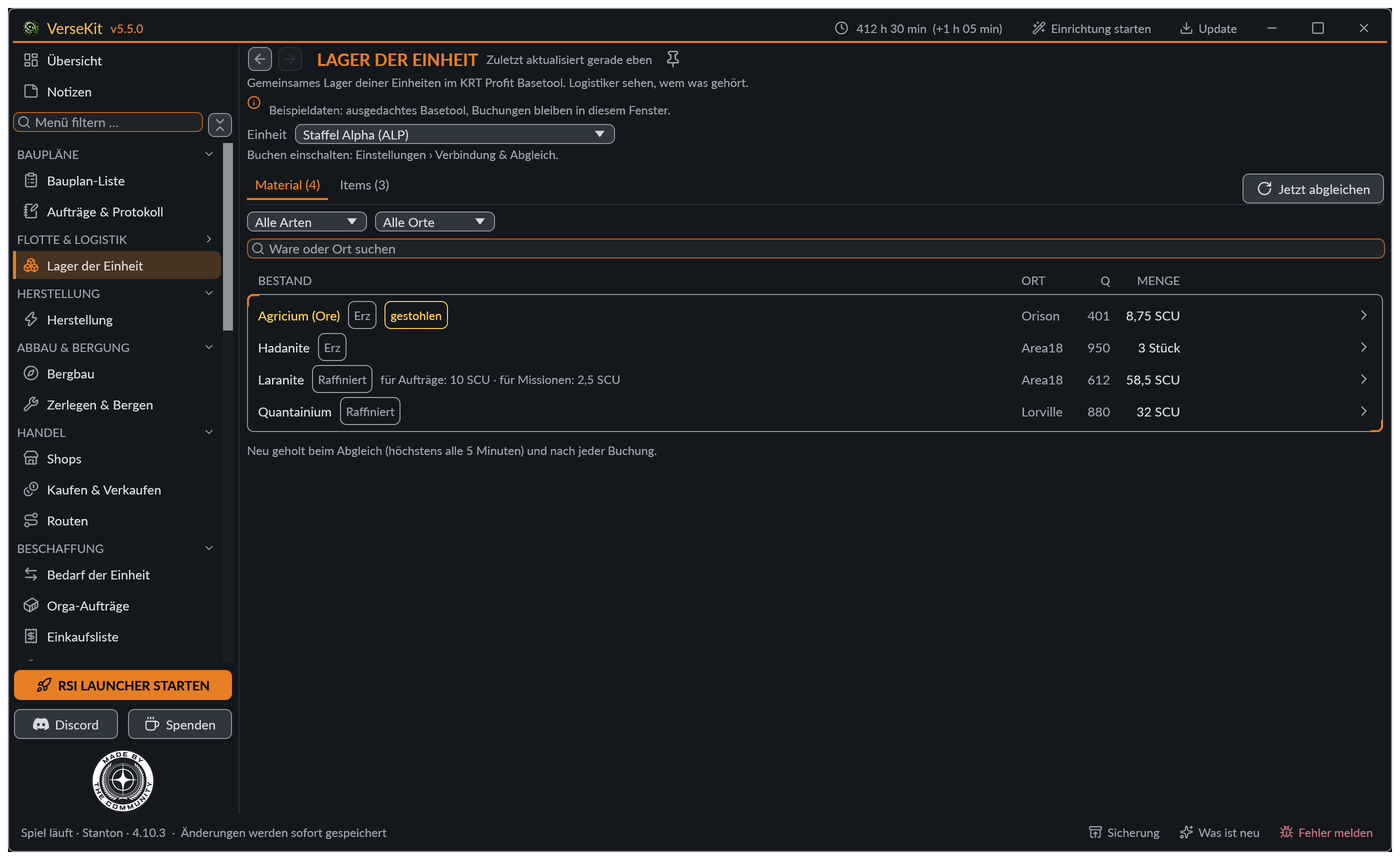 VerseKit v5.5.0
412 h 30 min (+1 h 05 min)
Einrichtung starten
Update
Übersicht
Notizen
Menü filtern ...
BAUPLÄNE
Bauplan-Liste
Aufträge & Protokoll
FLOTTE & LOGISTIK
Lager der Einheit
HERSTELLUNG
Herstellung
ABBAU & BERGUNG
Bergbau
Zerlegen & Bergen
HANDEL
Shops
Kaufen & Verkaufen
Routen
BESCHAFFUNG
Bedarf der Einheit
Orga-Aufträge
Einkaufsliste
RSI LAUNCHER STARTEN
Discord
Spenden
MADE BY THE COMMUNITY
LAGER DER EINHEIT Zuletzt aktualisiert gerade eben
Gemeinsames Lager deiner Einheiten im KRT Profit Basetool. Logistiker sehen, wem was gehört.
Beispieldaten: ausgedachtes Basetool, Buchungen bleiben in diesem Fenster.
Einheit Staffel Alpha (ALP)
Buchen einschalten: Einstellungen › Verbindung & Abgleich.
Material (4) Items (3)
Jetzt abgleichen
Alle Arten Alle Orte
Ware oder Ort suchen
BESTAND ORT Q MENGE
Agricium (Ore) Erz gestohlen Orison 401 8,75 SCU
Hadanite Erz Area18 950 3 Stück
Laranite Raffiniert für Aufträge: 10 SCU · für Missionen: 2,5 SCU Area18 612 58,5 SCU
Quantainium Raffiniert Lorville 880 32 SCU
Neu geholt beim Abgleich (höchstens alle 5 Minuten) und nach jeder Buchung.
Spiel läuft · Stanton · 4.10.3 · Änderungen werden sofort gespeichert
Sicherung
Was ist neu
Fehler melden